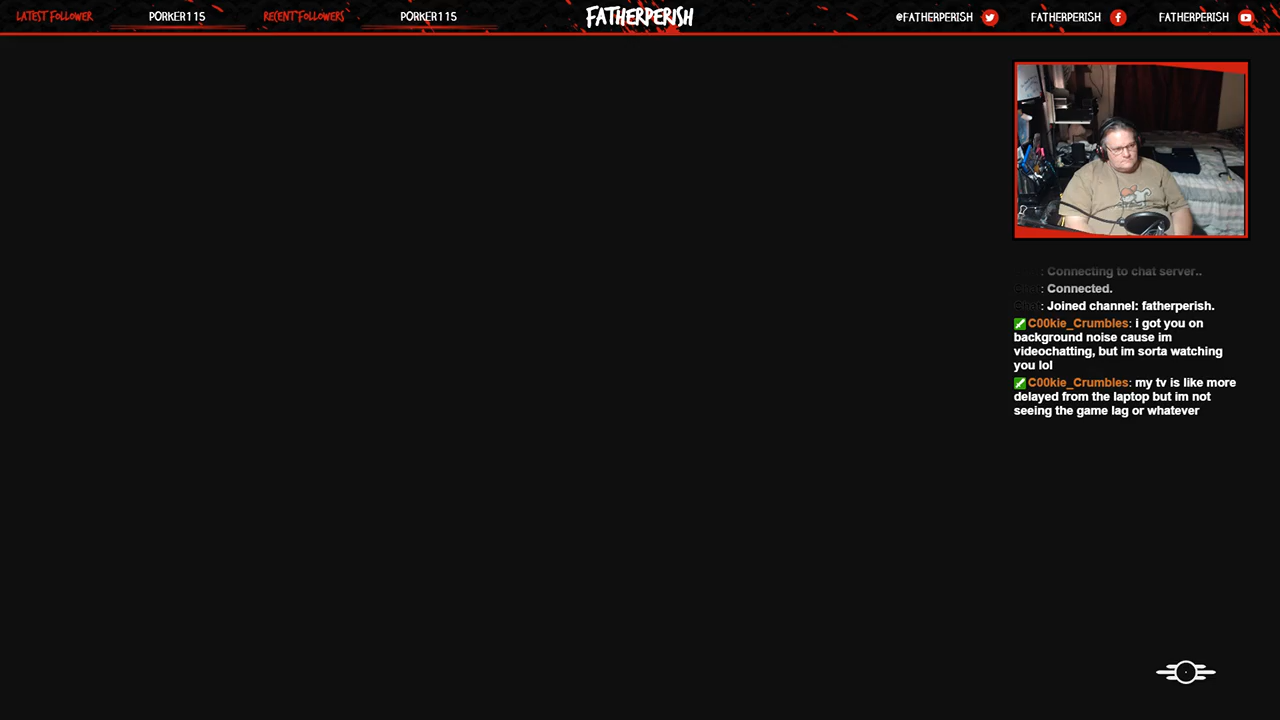 LATEST FOLLOWER PORKER115 RECENT FOLLOWERS PORKER115 FATHERPERISH @FATHERPERISH FATHERPERISH FATHERPERISH
: Connecting to chat server..
: Connected.
: Joined channel: fatherperish.
C00kie_Crumbles: i got you on
background noise cause im
videochatting, but im sorta watching
you lol
C00kie_Crumbles: my tv is like more
delayed from the laptop but im not
seeing the game lag or whatever